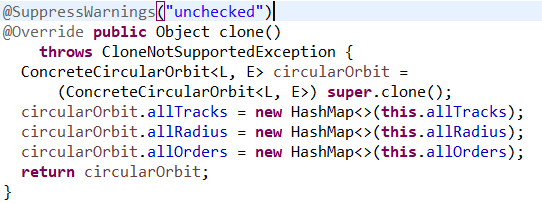 @SuppressWarnings("unchecked")
@Override public Object clone()
    throws CloneNotSupportedException {
  ConcreteCircularOrbit<L, E> circularOrbit =
      (ConcreteCircularOrbit<L, E>) super.clone();
  circularOrbit.allTracks = new HashMap<>(this.allTracks);
  circularOrbit.allRadius = new HashMap<>(this.allRadius);
  circularOrbit.allOrders = new HashMap<>(this.allOrders);
  return circularOrbit;
}